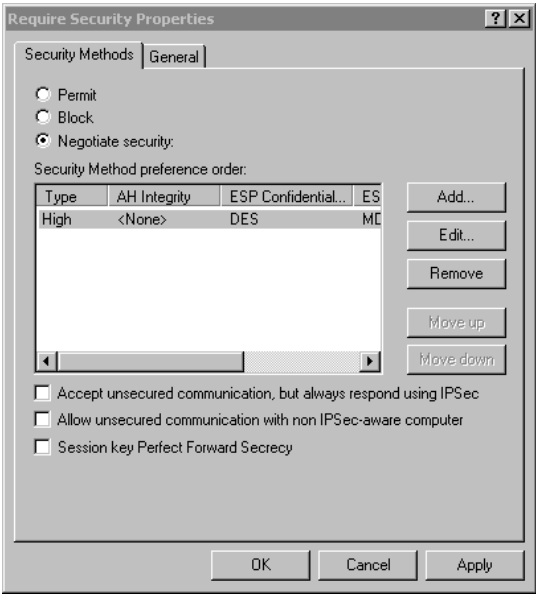 Require Security Properties
Security Methods General
Permit
Block
Negotiate security:
Security Method preference order:
Type AH Integrity ESP Confidential... ES
High <None> DES MD
Add...
Edit...
Remove
Move up
Move down
Accept unsecured communication, but always respond using IPSec
Allow unsecured communication with non IPSec-aware computer
Session key Perfect Forward Secrecy
OK Cancel Apply